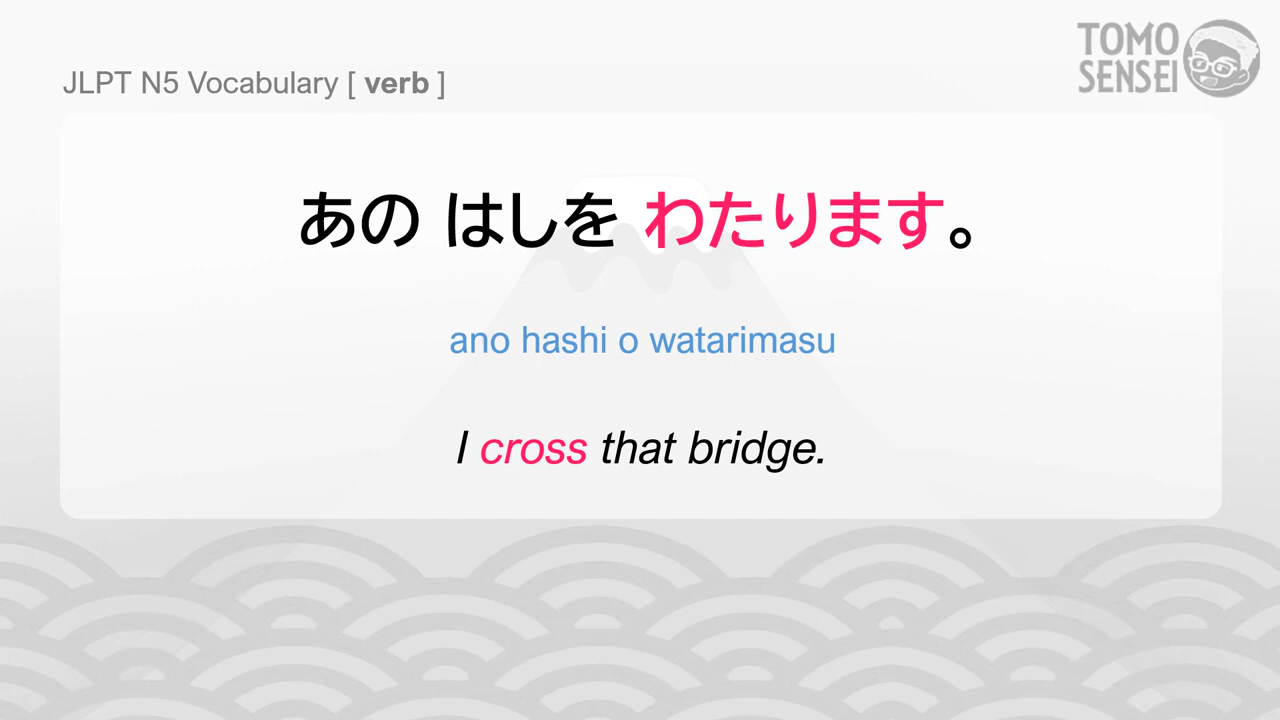 TOMO
SENSEI
JLPT N5 Vocabulary [ verb ]
あの はしを わたります。
ano hashi o watarimasu
I cross that bridge.